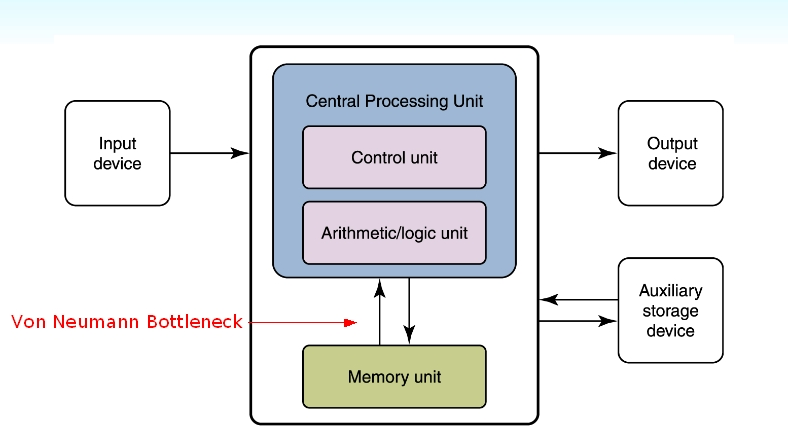 Central Processing Unit
Input
device
Control unit
Output
device
Arithmetic/logic unit
Von Neumann Bottleneck
Auxiliary
storage
device
Memory unit